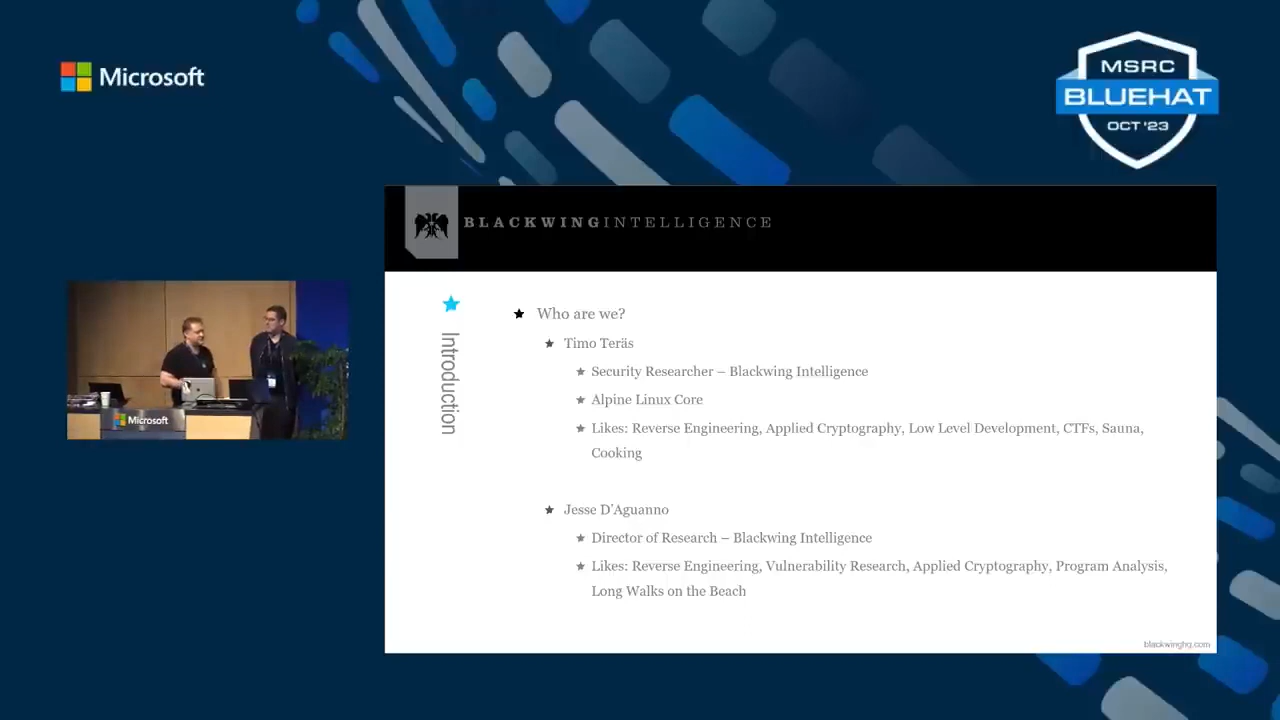 Microsoft
MSRC
BLUEHAT
OCT '23
BLACKWINGINTELLIGENCE
Introduction
Who are we?
Timo Teräs
Security Researcher – Blackwing Intelligence
Alpine Linux Core
Likes: Reverse Engineering, Applied Cryptography, Low Level Development, CTFs, Sauna,
Cooking
Jesse D'Aguanno
Director of Research – Blackwing Intelligence
Likes: Reverse Engineering, Vulnerability Research, Applied Cryptography, Program Analysis,
Long Walks on the Beach
Microsoft
blackwinghq.com